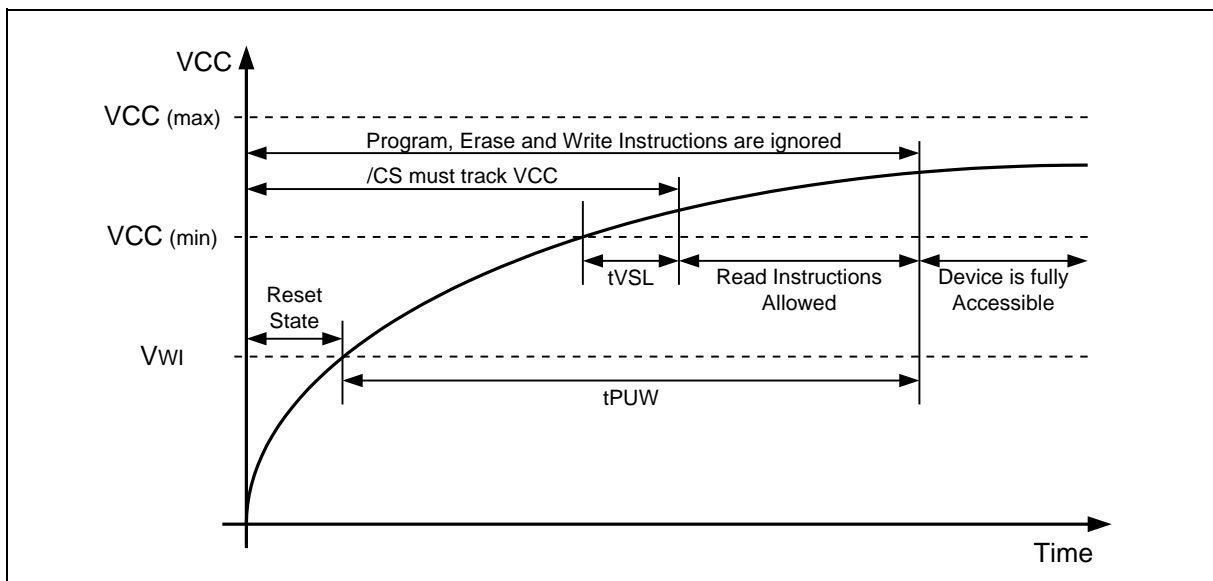 VCC
VCC (max)
Program, Erase and Write Instructions are ignored
/CS must track VCC
VCC (min)
tVSL
Read Instructions
Allowed
Device is fully
Accessible
Reset
State
VWI
tPUW
Time